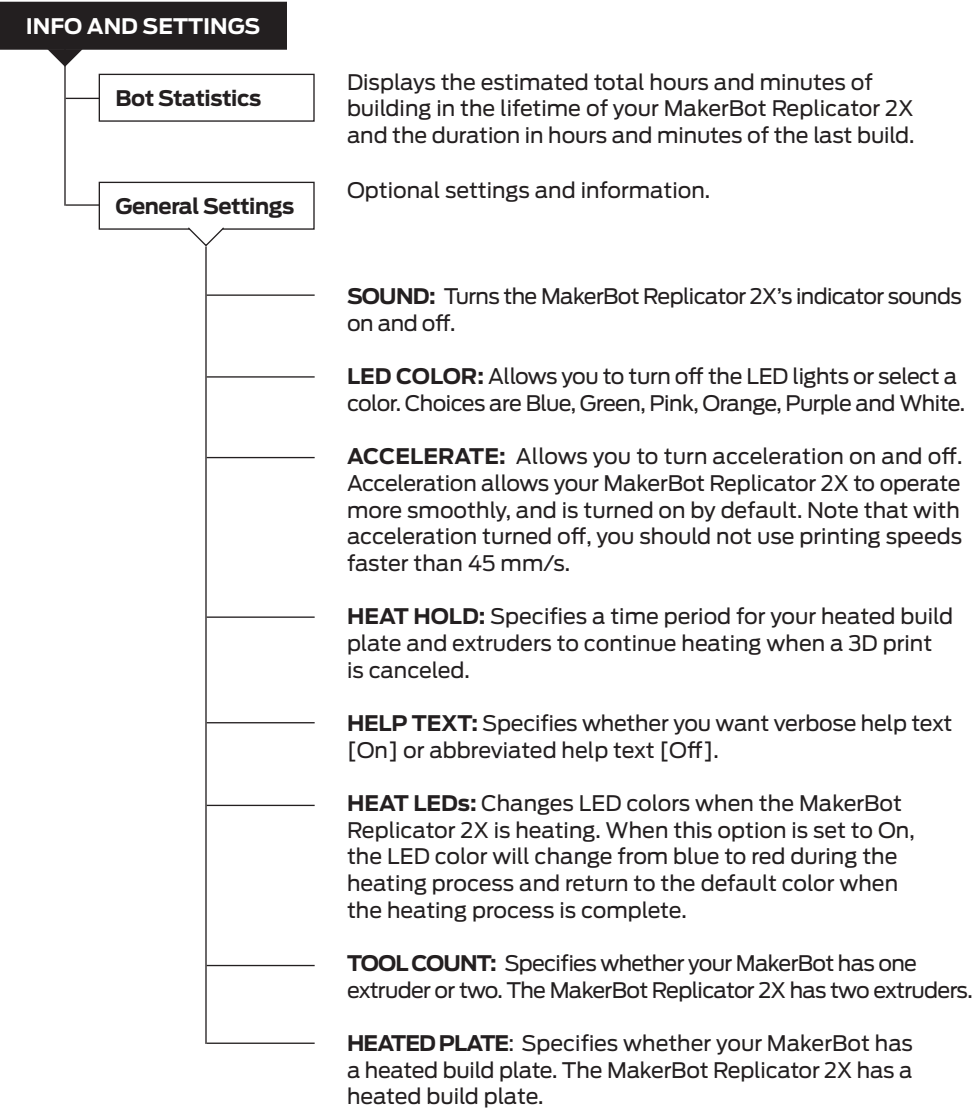 INFO AND SETTINGS
Bot Statistics
Displays the estimated total hours and minutes of
building in the lifetime of your MakerBot Replicator 2X
and the duration in hours and minutes of the last build.
General Settings
Optional settings and information.
SOUND: Turns the MakerBot Replicator 2X’s indicator sounds
on and off.
LED COLOR: Allows you to turn off the LED lights or select a
color. Choices are Blue, Green, Pink, Orange, Purple and White.
ACCELERATE: Allows you to turn acceleration on and off.
Acceleration allows your MakerBot Replicator 2X to operate
more smoothly, and is turned on by default. Note that with
acceleration turned off, you should not use printing speeds
faster than 45 mm/s.
HEAT HOLD: Specifies a time period for your heated build
plate and extruders to continue heating when a 3D print
is canceled.
HELP TEXT: Specifies whether you want verbose help text
[On] or abbreviated help text [Off].
HEAT LEDs: Changes LED colors when the MakerBot
Replicator 2X is heating. When this option is set to On,
the LED color will change from blue to red during the
heating process and return to the default color when
the heating process is complete.
TOOL COUNT: Specifies whether your MakerBot has one
extruder or two. The MakerBot Replicator 2X has two extruders.
HEATED PLATE: Specifies whether your MakerBot has
a heated build plate. The MakerBot Replicator 2X has a
heated build plate.